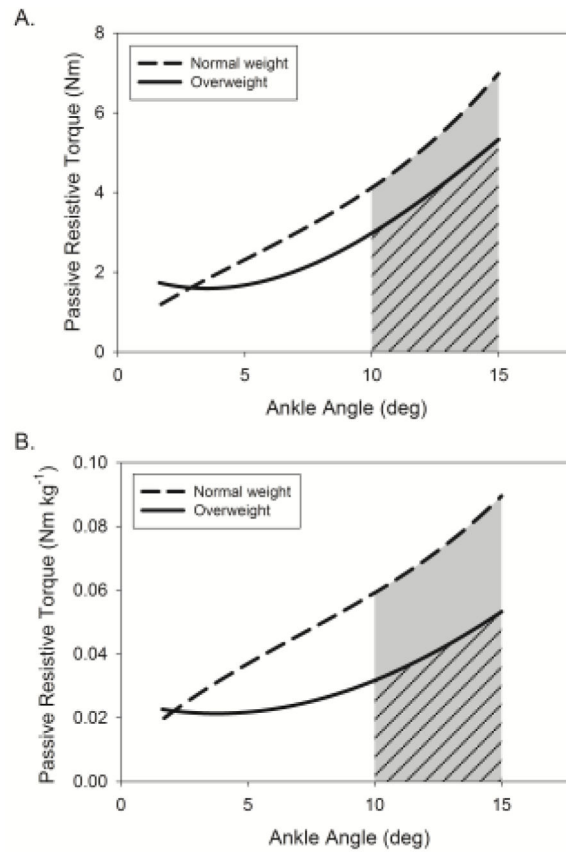 A.
Passive Resistive Torque (Nm)
8
6
4
2
0
Normal weight
Overweight
0 5 10 15
Ankle Angle (deg)
B.
Passive Resistive Torque (Nm kg⁻¹)
0.10
0.08
0.06
0.04
0.02
0.00
Normal weight
Overweight
0 5 10 15
Ankle Angle (deg)